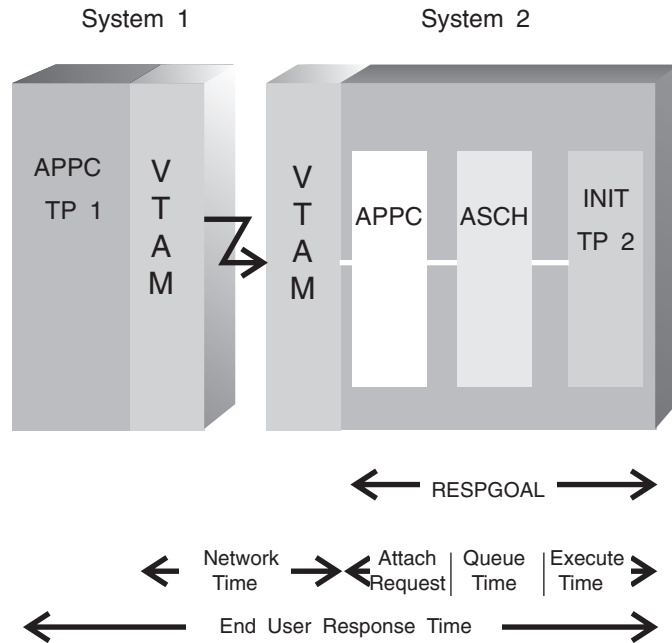 System 1
System 2
APPC
TP 1
V
T
A
M
V
T
A
M
APPC
ASCH
INIT
TP 2
RESPGOAL
Network
Time
Attach
Request
Queue
Time
Execute
Time
End User Response Time